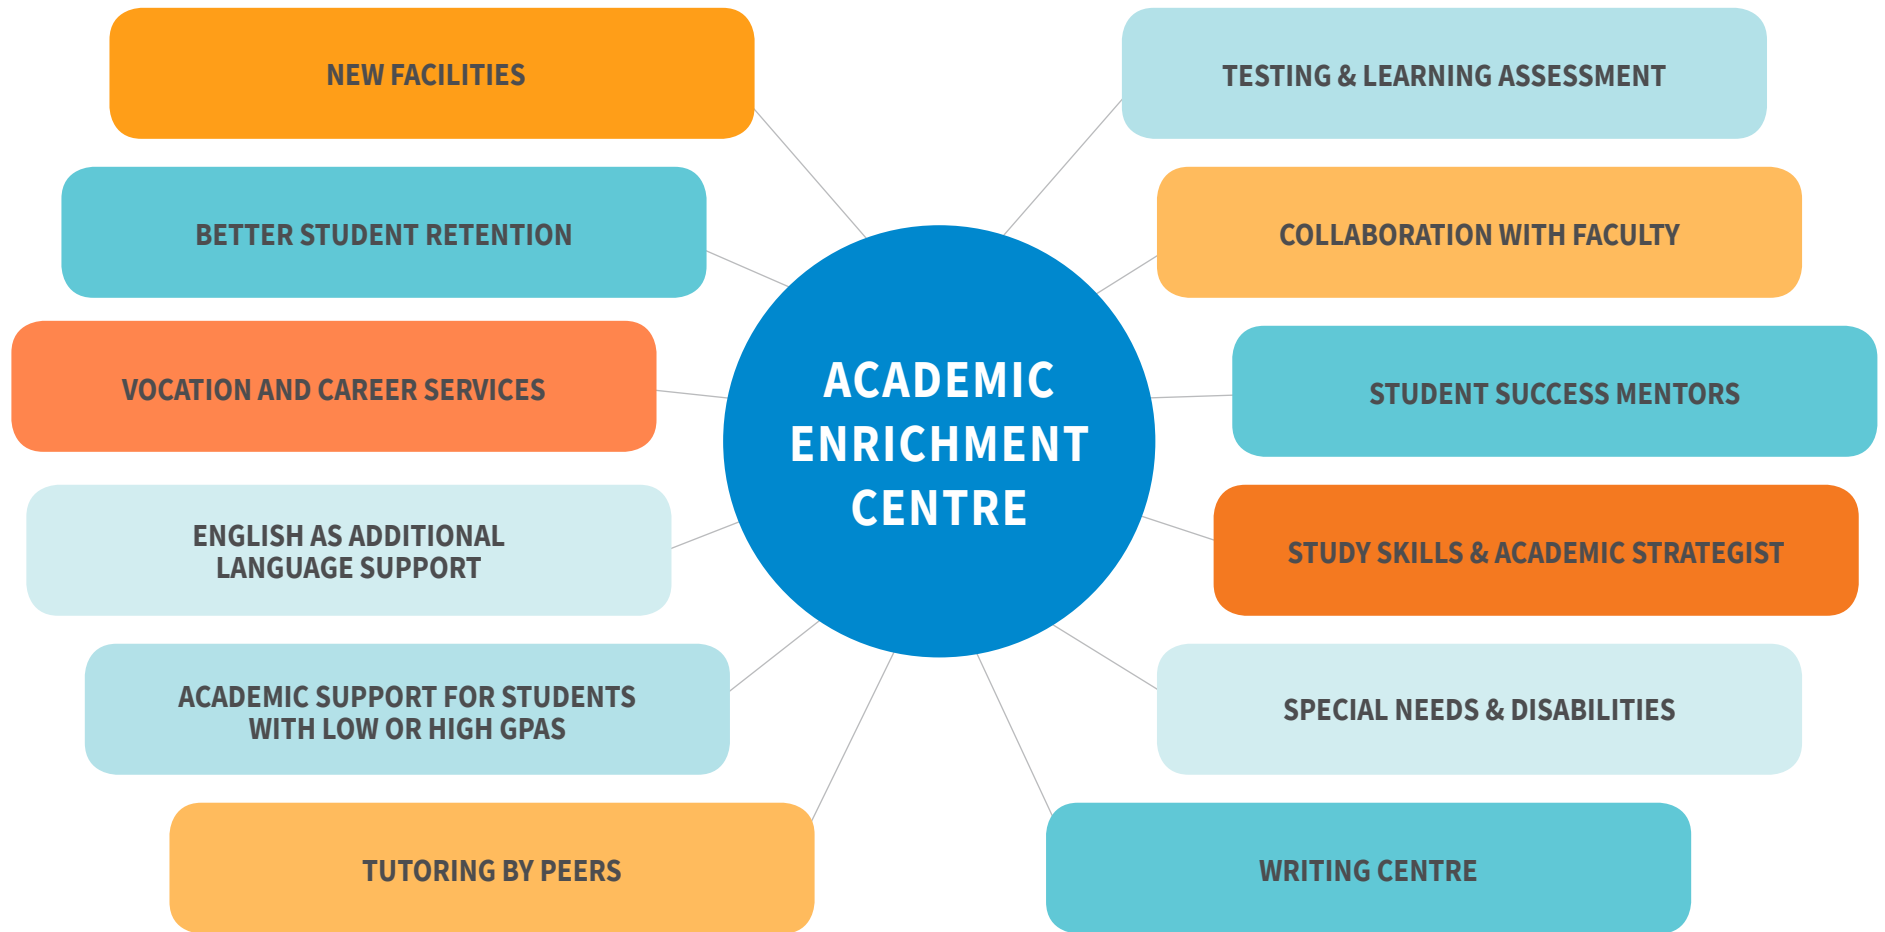 NEW FACILITIES
BETTER STUDENT RETENTION
VOCATION AND CAREER SERVICES
ENGLISH AS ADDITIONAL
LANGUAGE SUPPORT
ACADEMIC SUPPORT FOR STUDENTS
WITH LOW OR HIGH GPAS
TUTORING BY PEERS
ACADEMIC
ENRICHMENT
CENTRE
TESTING & LEARNING ASSESSMENT
COLLABORATION WITH FACULTY
STUDENT SUCCESS MENTORS
STUDY SKILLS & ACADEMIC STRATEGIST
SPECIAL NEEDS & DISABILITIES
WRITING CENTRE